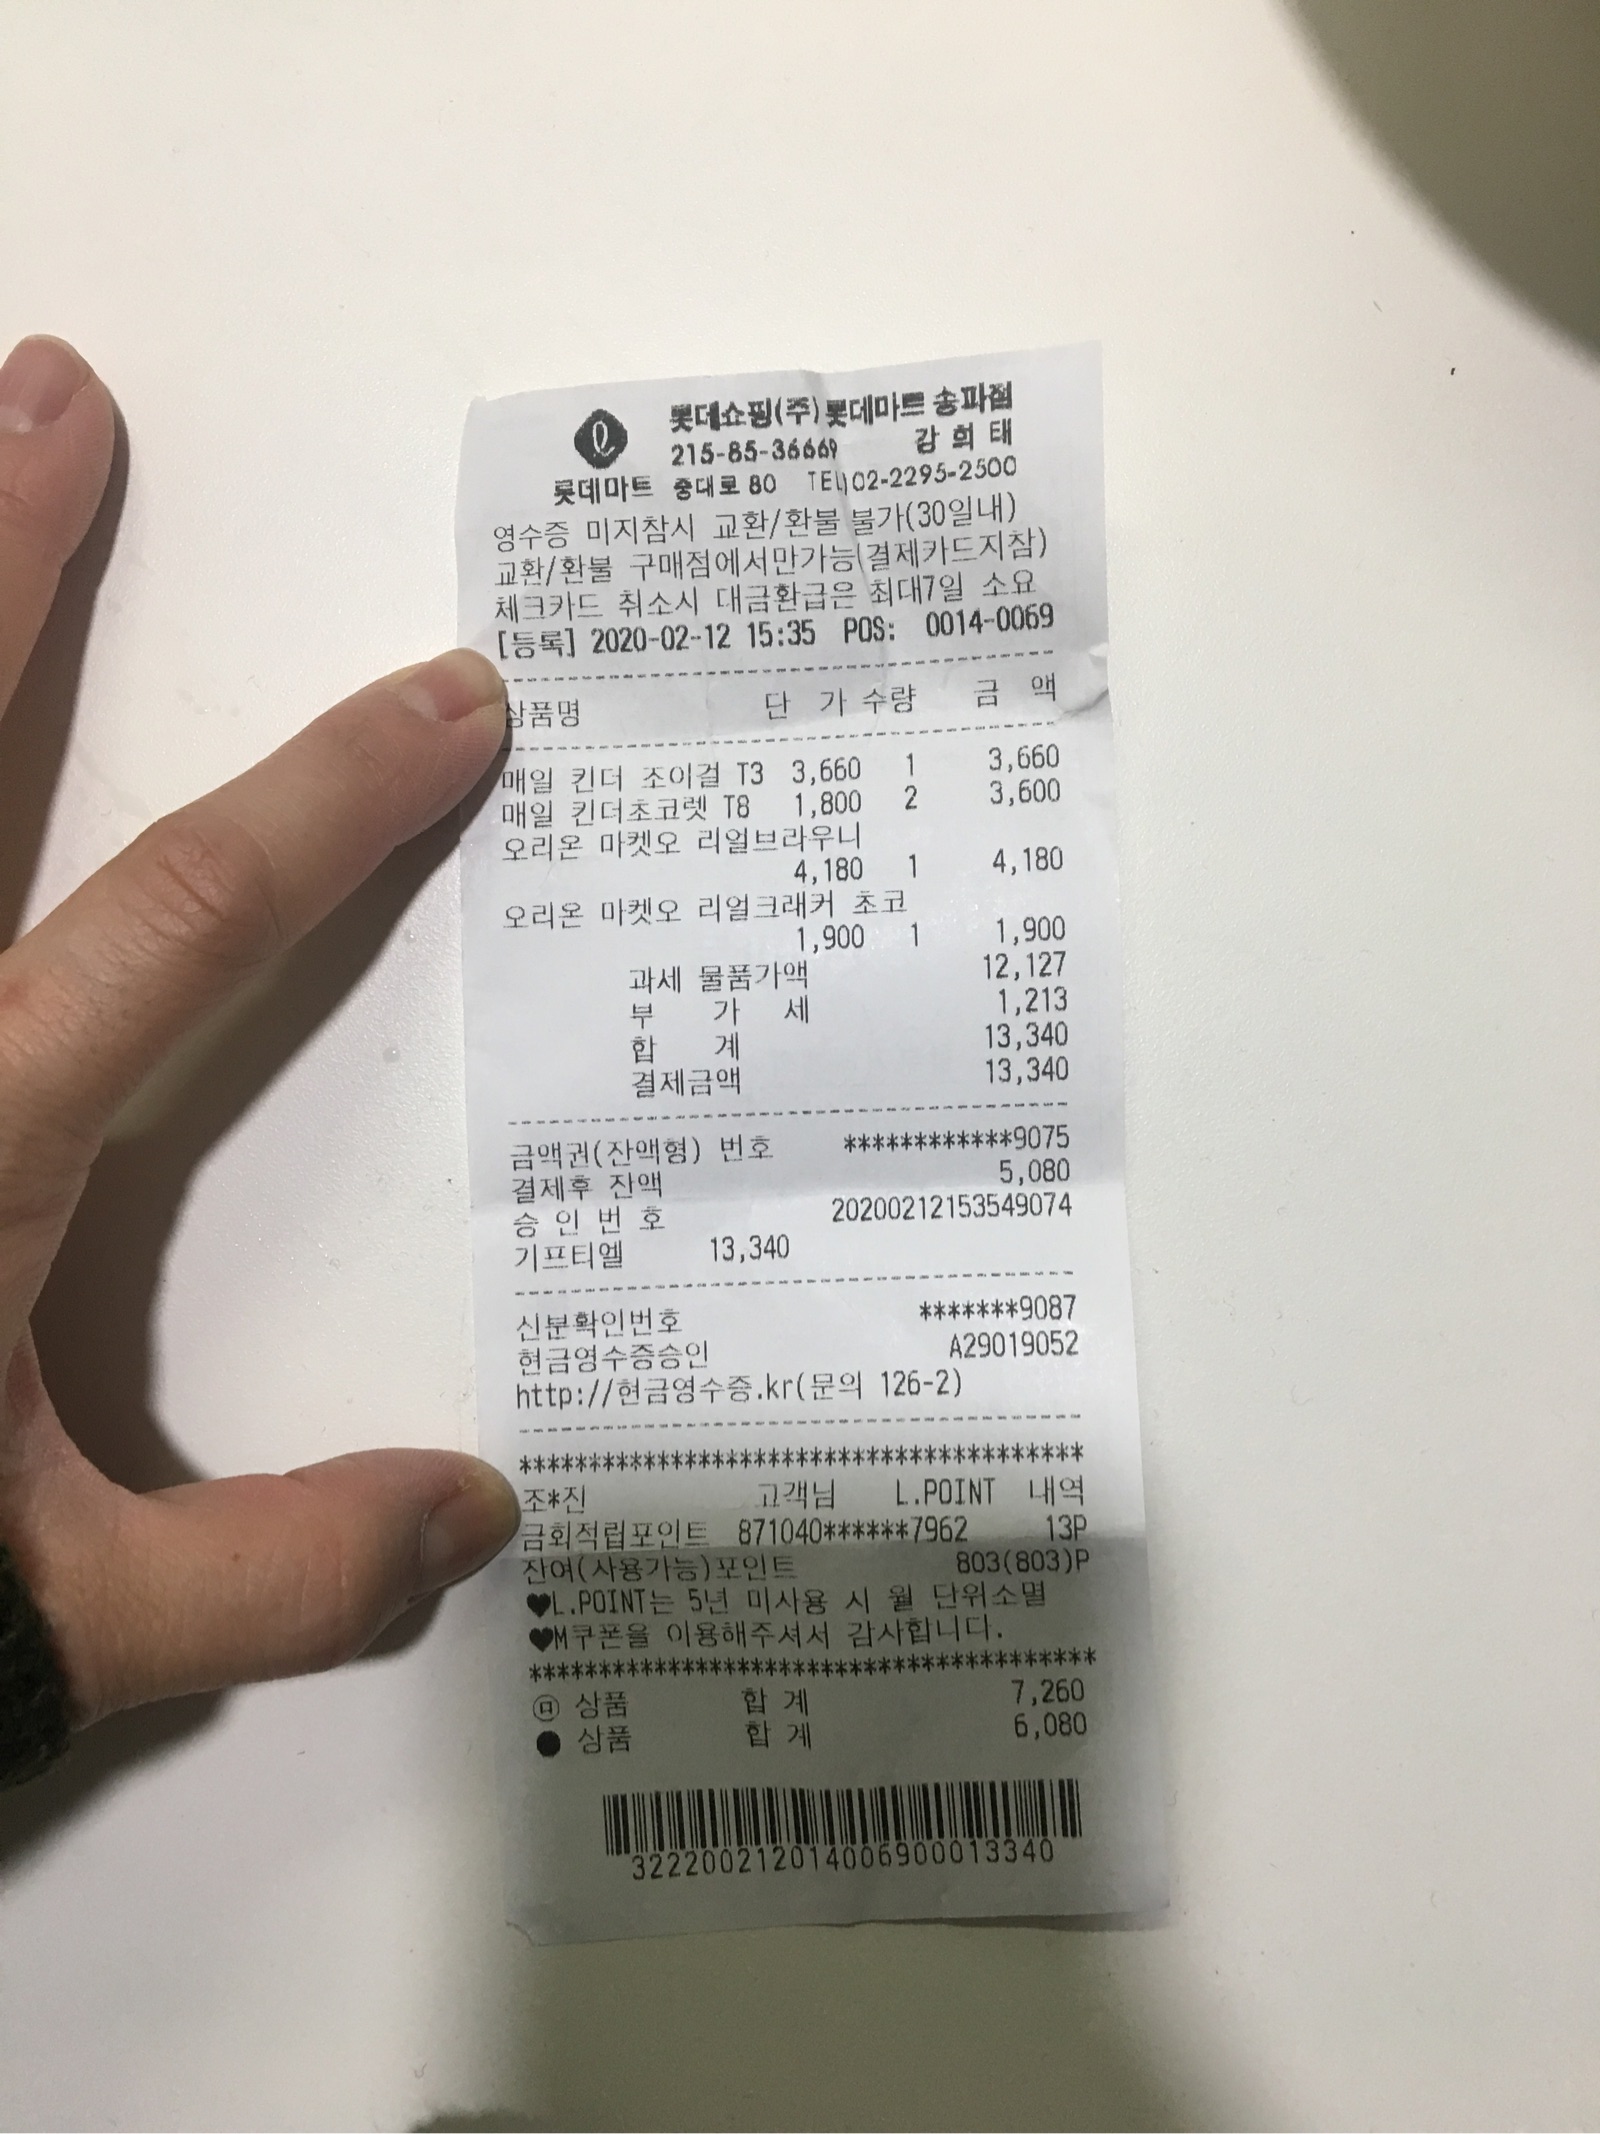 롯데쇼핑(주)롯데마트 송파점
215-85-36669 강 희 태
롯데마트 중대로 80 TEL)02-2295-2500
영수증 미지참시 교환/환불 불가(30일내)
교환/환불 구매점에서만가능(결제카드지참)
체크카드 취소시 대금환급은 최대7일 소요
[등록] 2020-02-12 15:35 POS: 0014-0069
상품명 단 가 수량 금 액
매일 킨더 조이걸 T3 3,660 1 3,660
매일 킨더초코렛 T8 1,800 2 3,600
오리온 마켓오 리얼브라우니
4,180 1 4,180
오리온 마켓오 리얼크래커 초코
1,900 1 1,900
과세 물품가액 12,127
부 가 세 1,213
합 계 13,340
결제금액 13,340
금액권(잔액형) 번호 ************9075
결제후 잔액 5,080
승 인 번 호 20200212153549074
기프티엘 13,340
신분확인번호 *******9087
현금영수증승인 A29019052
http://현금영수증.kr(문의 126-2)
*****************************************
조*진 고객님 L.POINT 내역
금회적립포인트 871040******7962 13P
잔여(사용가능)포인트 803(803)P
♥L.POINT는 5년 미사용 시 월 단위소멸
♥M쿠폰을 이용해주셔서 감사합니다.
*****************************************
㉤ 상품 합 계 7,260
● 상품 합 계 6,080
322200212014006900013340